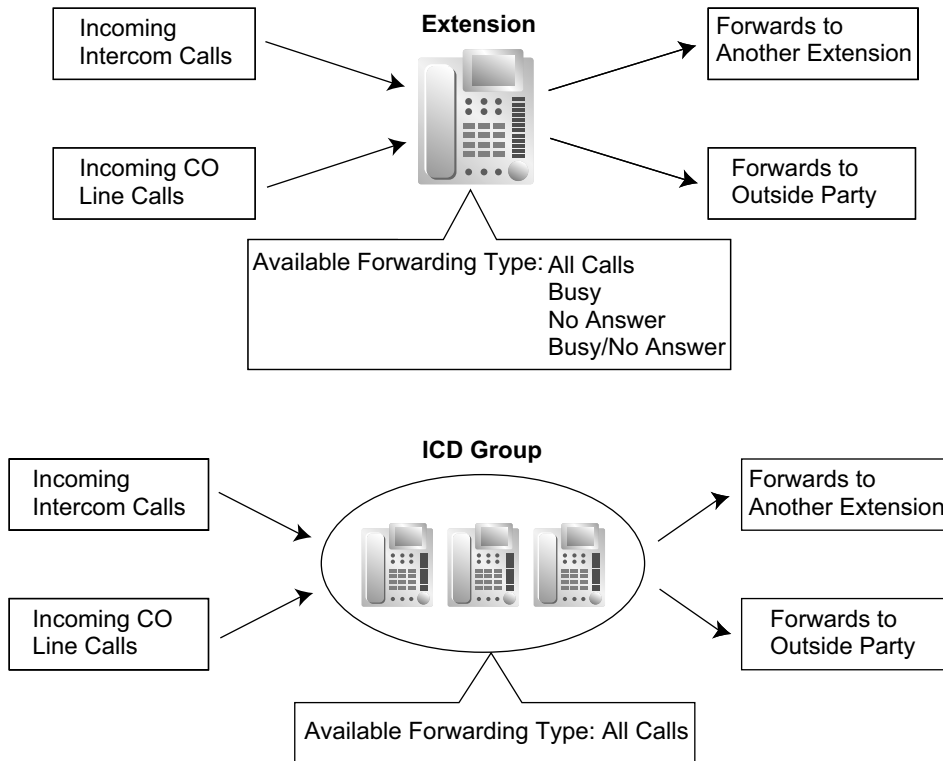 Extension
Incoming
Intercom Calls
Forwards to
Another Extension
Incoming CO
Line Calls
Forwards to
Outside Party
Available Forwarding Type: All Calls
Busy
No Answer
Busy/No Answer
ICD Group
Incoming
Intercom Calls
Forwards to
Another Extension
Incoming CO
Line Calls
Forwards to
Outside Party
Available Forwarding Type: All Calls